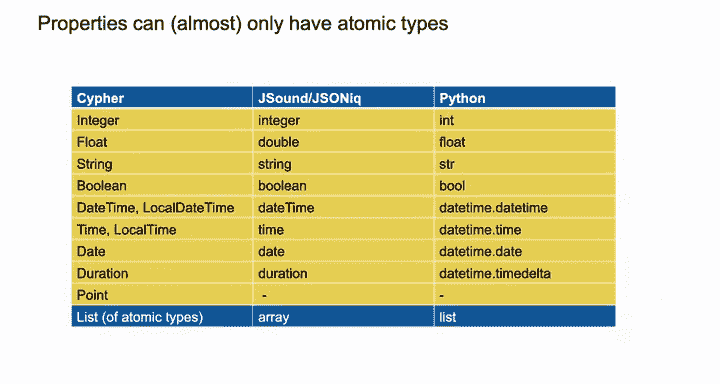 Properties can (almost) only have atomic types
Cypher JSound/JSONiq Python
Integer integer int
Float double float
String string str
Boolean boolean bool
DateTime, LocalDateTime dateTime datetime.datetime
Time, LocalTime time datetime.time
Date date datetime.date
Duration duration datetime.timedelta
Point - -
List (of atomic types) array list